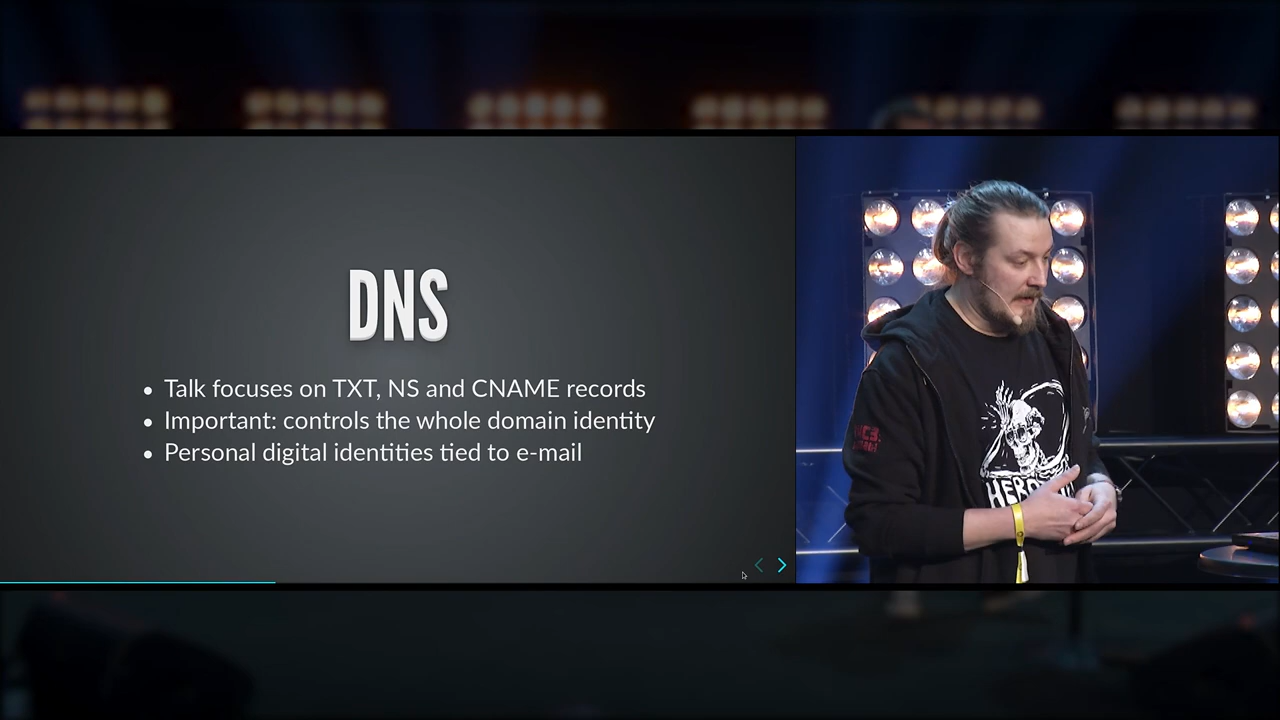 DNS
Talk focuses on TXT, NS and CNAME records
Important: controls the whole domain identity
Personal digital identities tied to e-mail